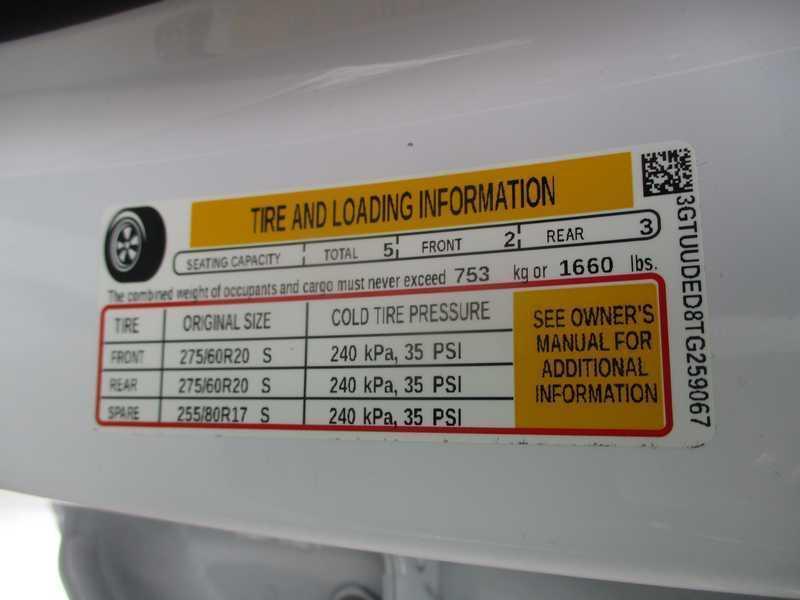 TIRE AND LOADING INFORMATION
SEATING CAPACITY TOTAL 5 FRONT 2 REAR 3
The combined weight of occupants and cargo must never exceed 753 kg or 1660 lbs.
TIRE ORIGINAL SIZE COLD TIRE PRESSURE
FRONT 275/60R20 S 240 kPa, 35 PSI
REAR 275/60R20 S 240 kPa, 35 PSI
SPARE 255/80R17 S 240 kPa, 35 PSI
SEE OWNER'S
MANUAL FOR
ADDITIONAL
INFORMATION
3GTUUDED8TG259067